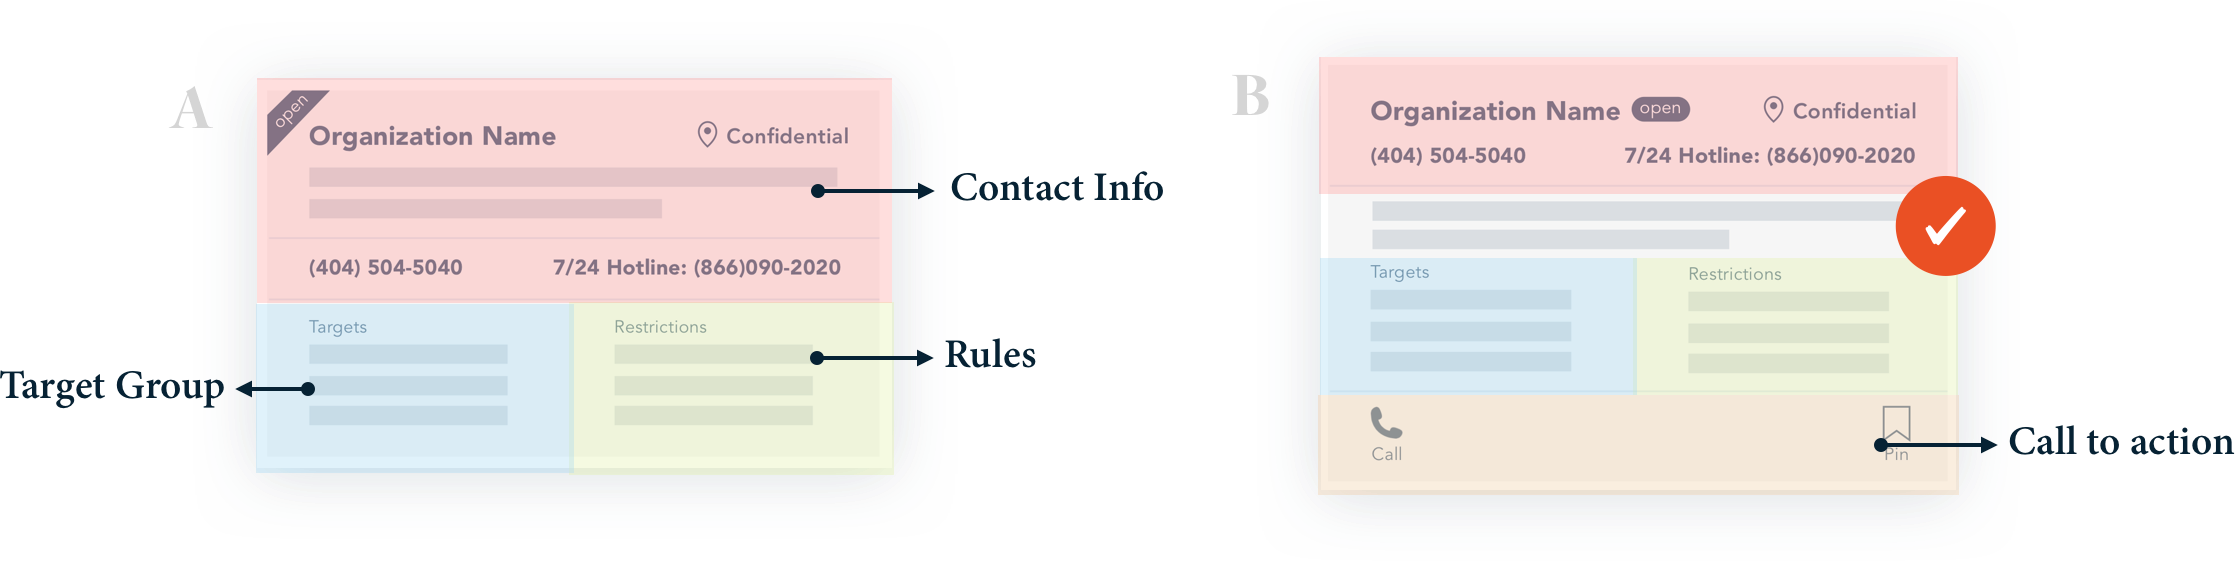 A
open
Organization Name
Confidential
Contact Info
(404) 504-5040
7/24 Hotline: (866)090-2020
Targets
Restrictions
Rules
Target Group
B
Organization Name
open
Confidential
(404) 504-5040
7/24 Hotline: (866)090-2020
Targets
Restrictions
Call
Pin
Call to action